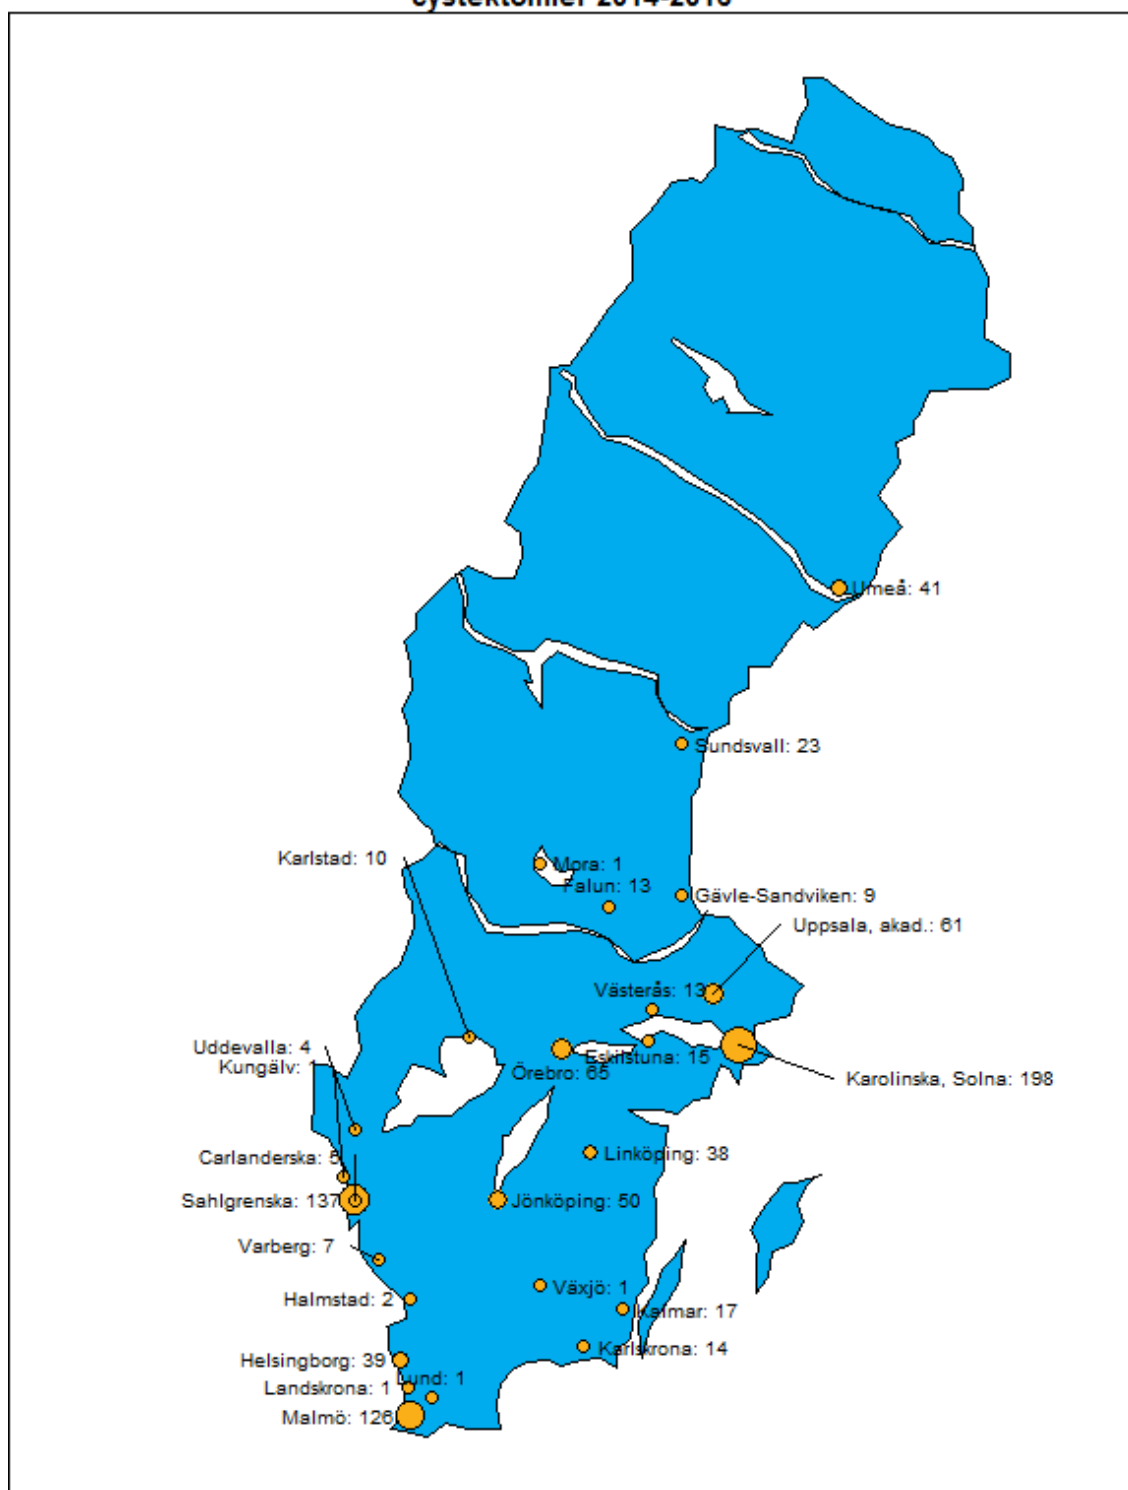 Umeå: 41
Sundsvall: 23
Karlstad: 10
Mora: 1
Falun: 13
Gävle-Sandviken: 9
Uppsala, akad.: 61
Västerås: 13
Uddevalla: 4
Kungälv: 1
Eskilstuna: 15
Örebro: 65
Karolinska, Solna: 198
Carlanderska: 5
Linköping: 38
Sahlgrenska: 137
Jönköping: 50
Varberg: 7
Växjö: 1
Halmstad: 2
Kalmar: 17
Karlskrona: 14
Helsingborg: 39
Lund: 1
Landskrona: 1
Malmö: 126